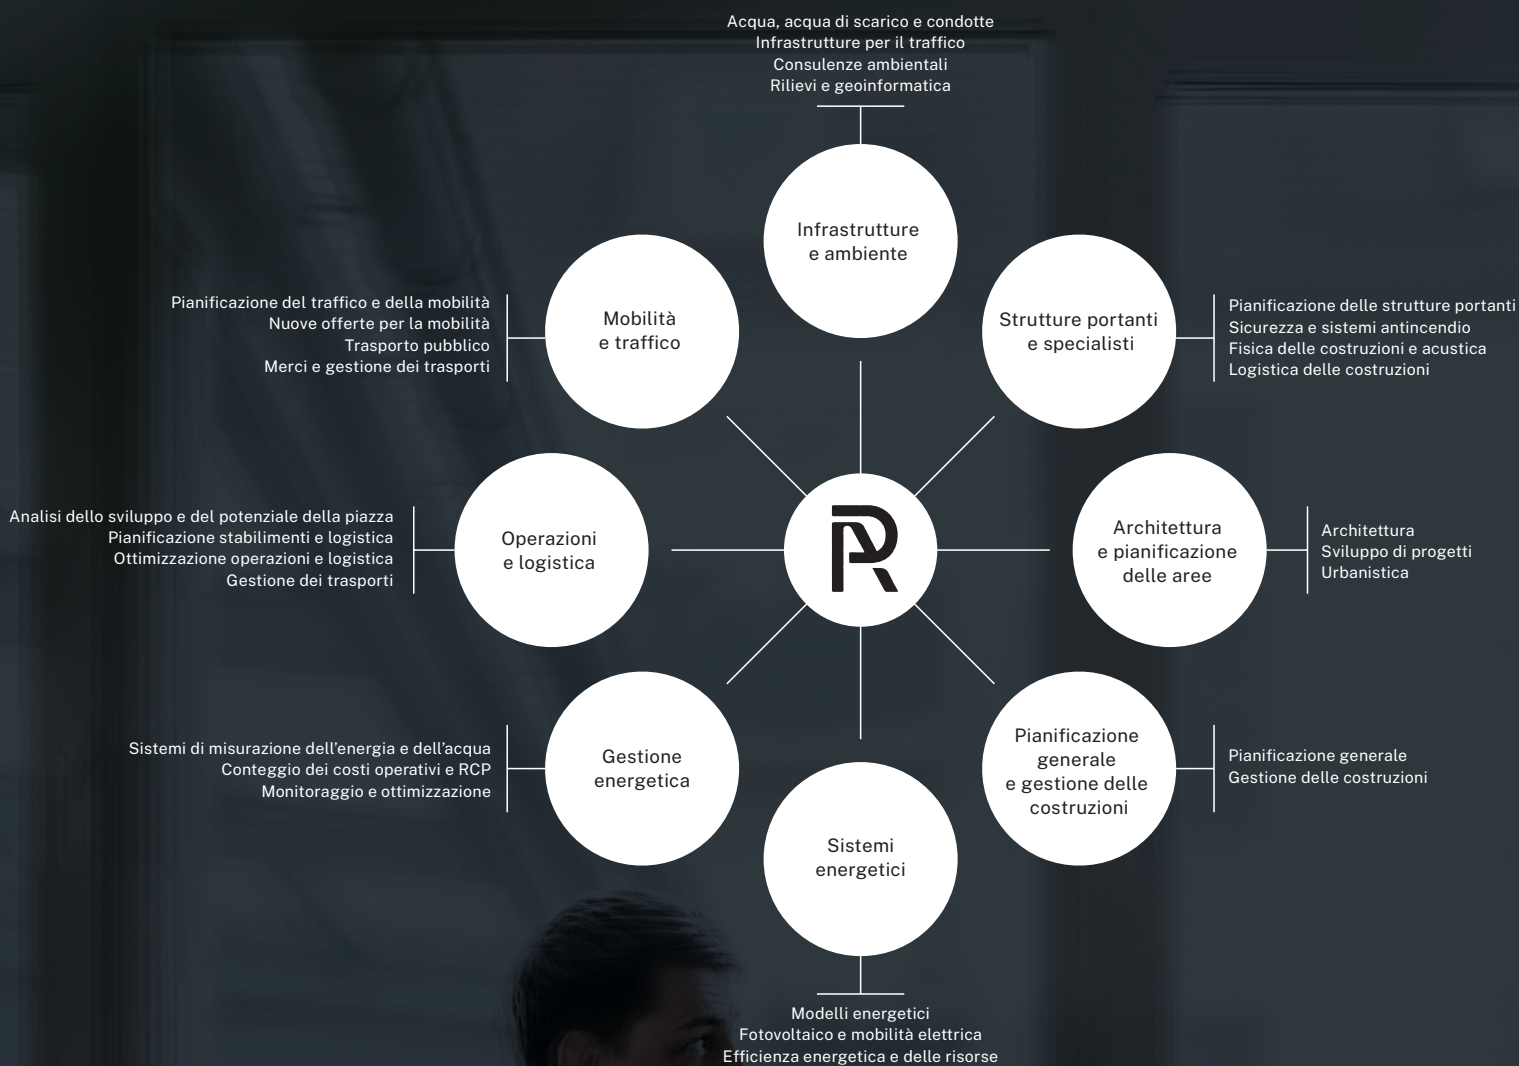 Acqua, acqua di scarico e condotte
Infrastrutture per il traffico
Consulenze ambientali
Rilievi e geoinformatica
Infrastrutture
e ambiente
Mobilità
e traffico
Pianificazione del traffico e della mobilità
Nuove offerte per la mobilità
Trasporto pubblico
Merci e gestione dei trasporti
Strutture portanti
e specialisti
Pianificazione delle strutture portanti
Sicurezza e sistemi antincendio
Fisica delle costruzioni e acustica
Logistica delle costruzioni
Analisi dello sviluppo e del potenziale della piazza
Pianificazione stabilimenti e logistica
Ottimizzazione operazioni e logistica
Gestione dei trasporti
Operazioni
e logistica
Architettura
e pianificazione
delle aree
Architettura
Sviluppo di progetti
Urbanistica
Sistemi di misurazione dell'energia e dell'acqua
Conteggio dei costi operativi e RCP
Monitoraggio e ottimizzazione
Gestione
energetica
Pianificazione
generale
e gestione delle
costruzioni
Pianificazione generale
Gestione delle costruzioni
Sistemi
energetici
Modelli energetici
Fotovoltaico e mobilità elettrica
Efficienza energetica e delle risorse